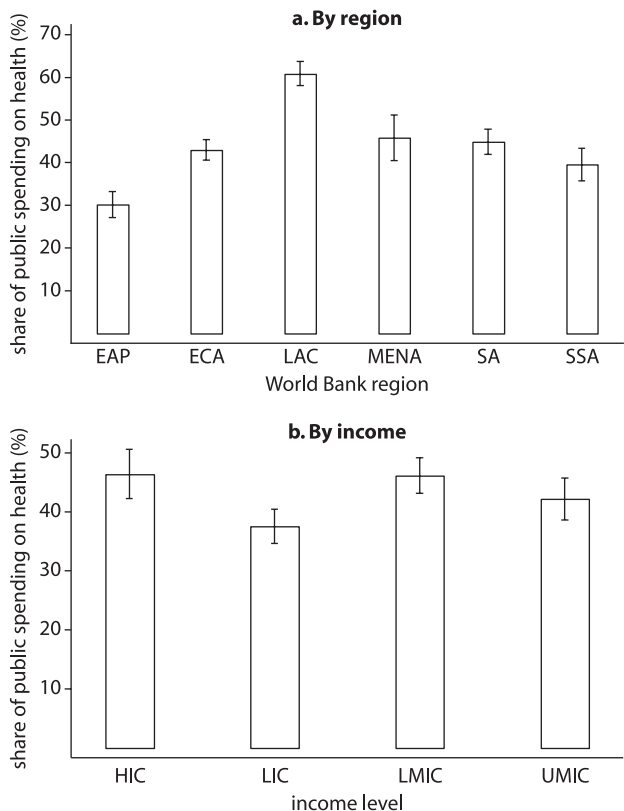 a. By region
share of public spending on health (%)
70
60
50
40
30
20
10
EAP ECA LAC MENA SA SSA
World Bank region
b. By income
share of public spending on health (%)
50
40
30
20
10
HIC LIC LMIC UMIC
income level